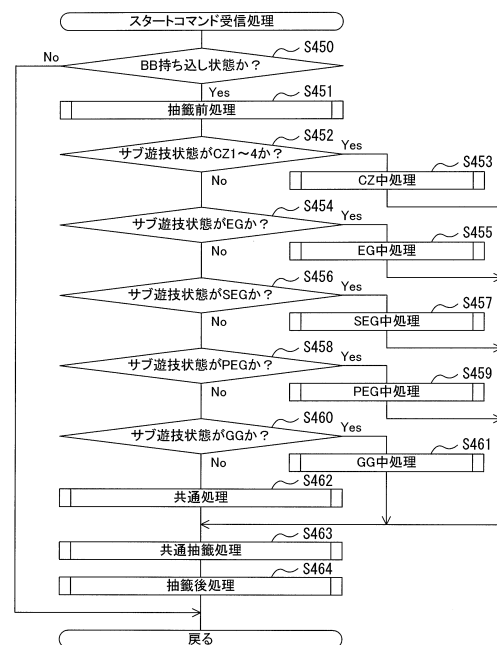 スタートコマンド受信処理
S450
No
BB持ち込し状態か？
Yes
S451
抽籤前処理
S452
サブ遊技状態がCZ1～4か？
Yes
No
S453
CZ中処理
S454
サブ遊技状態がEGか？
Yes
No
S455
EG中処理
S456
サブ遊技状態がSEGか？
Yes
No
S457
SEG中処理
S458
サブ遊技状態がPEGか？
Yes
No
S459
PEG中処理
S460
サブ遊技状態がGGか？
Yes
No
S461
GG中処理
S462
共通処理
S463
共通抽籤処理
S464
抽籤後処理
戻る